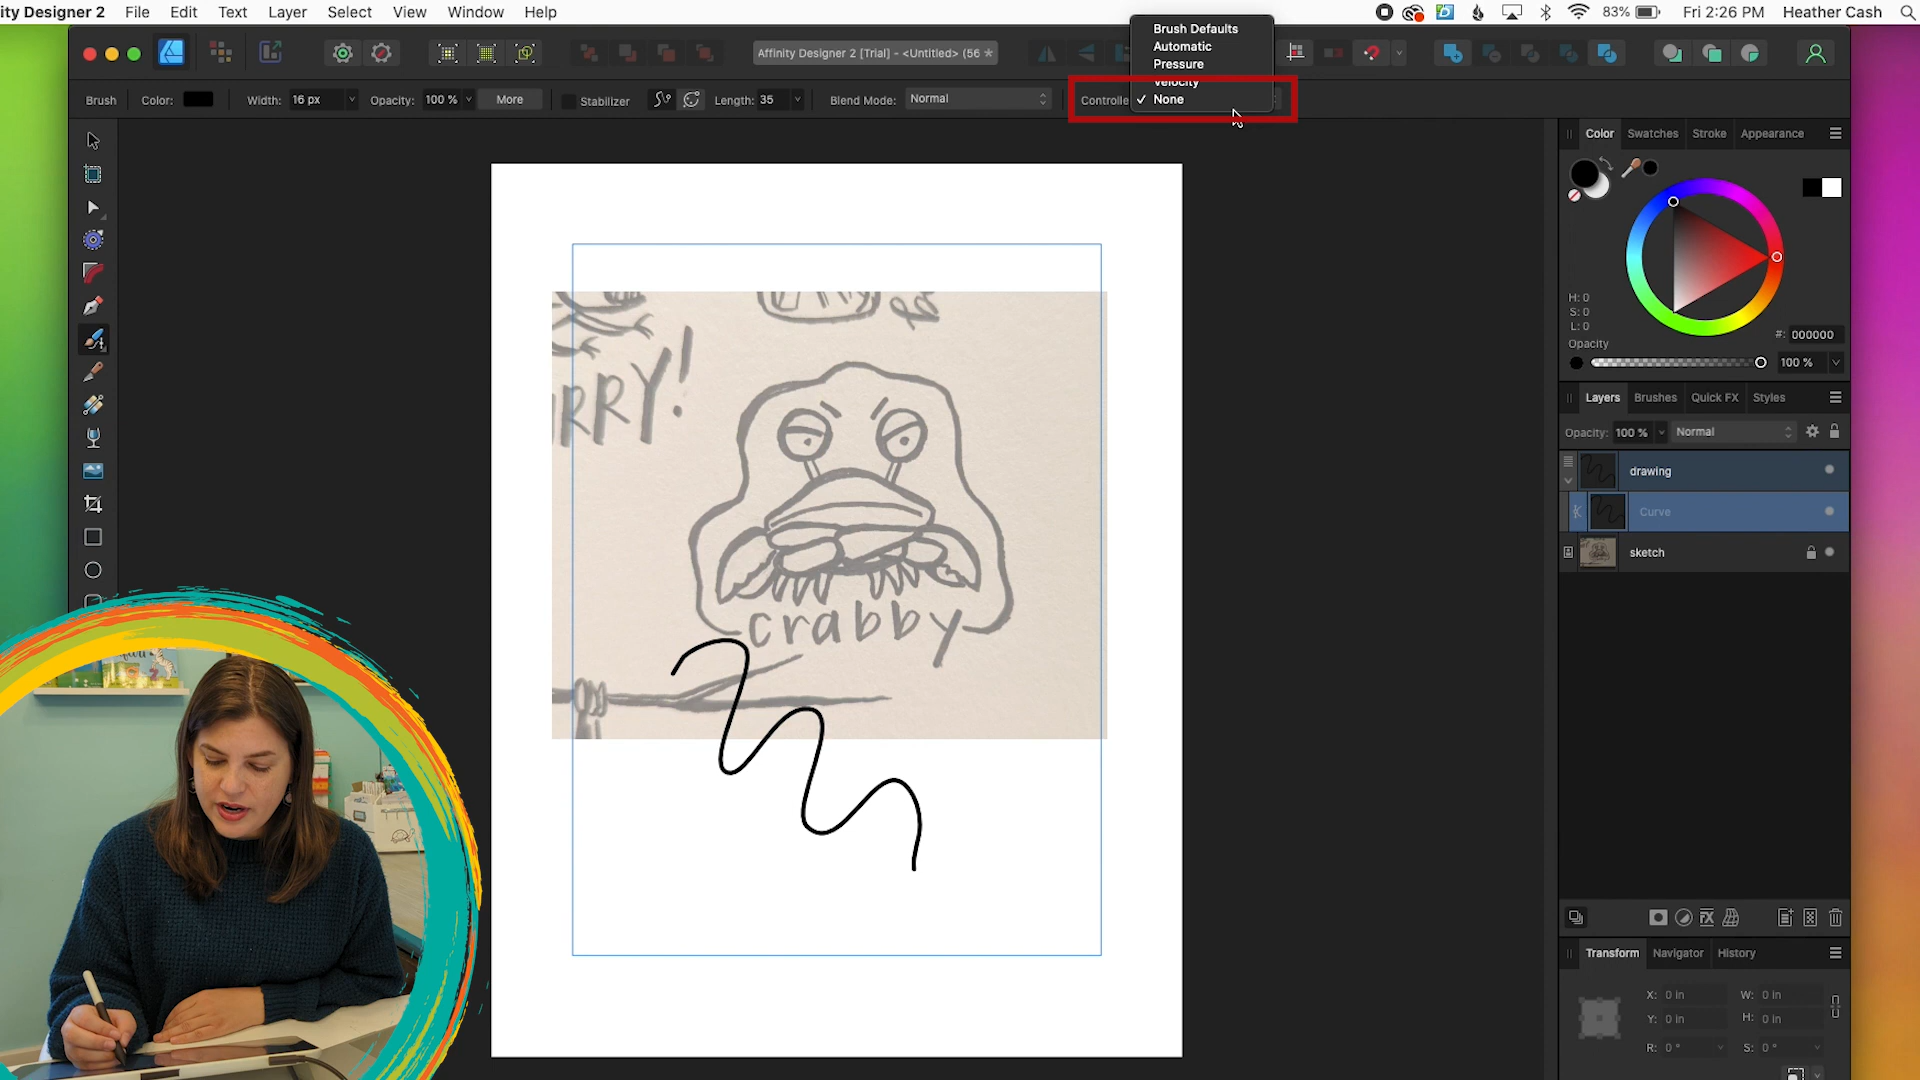 ity Designer 2 File Edit Text Layer Select View Window Help 83% Fri 2:26 PM Heather Cash
Affinity Designer 2 [Trial] - <Untitled> (56 *
Brush Defaults
Automatic
Pressure
Velocity
✓ None
Brush Color: Width: 16 px Opacity: 100 % More Stabilizer Length: 35 Blend Mode: Normal Controlle
Color Swatches Stroke Appearance
H: 0
S: 0
L: 0
#: 000000
Opacity
100 %
Layers Brushes Quick FX Styles
Opacity: 100 % Normal
drawing
Curve
sketch
RRY!
crabby
Transform Navigator History
X: 0 in W: 0 in
Y: 0 in H: 0 in
R: 0 ° S: 0 °